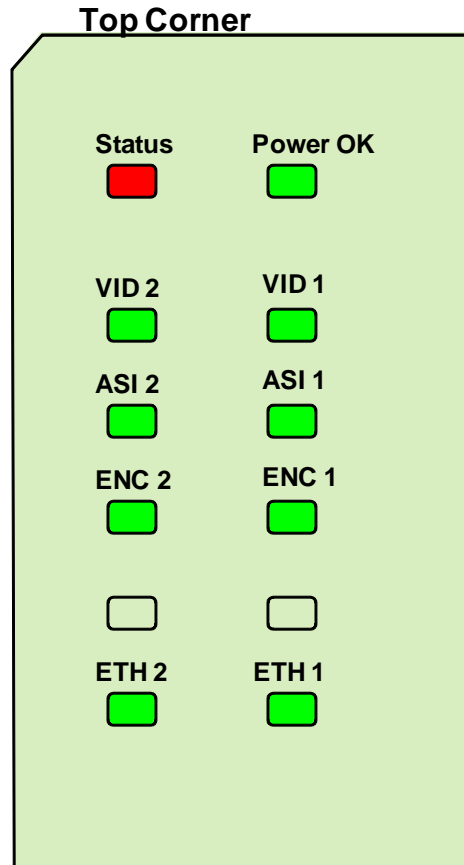 Top Corner
Status Power OK
VID 2 VID 1
ASI 2 ASI 1
ENC 2 ENC 1
ETH 2 ETH 1